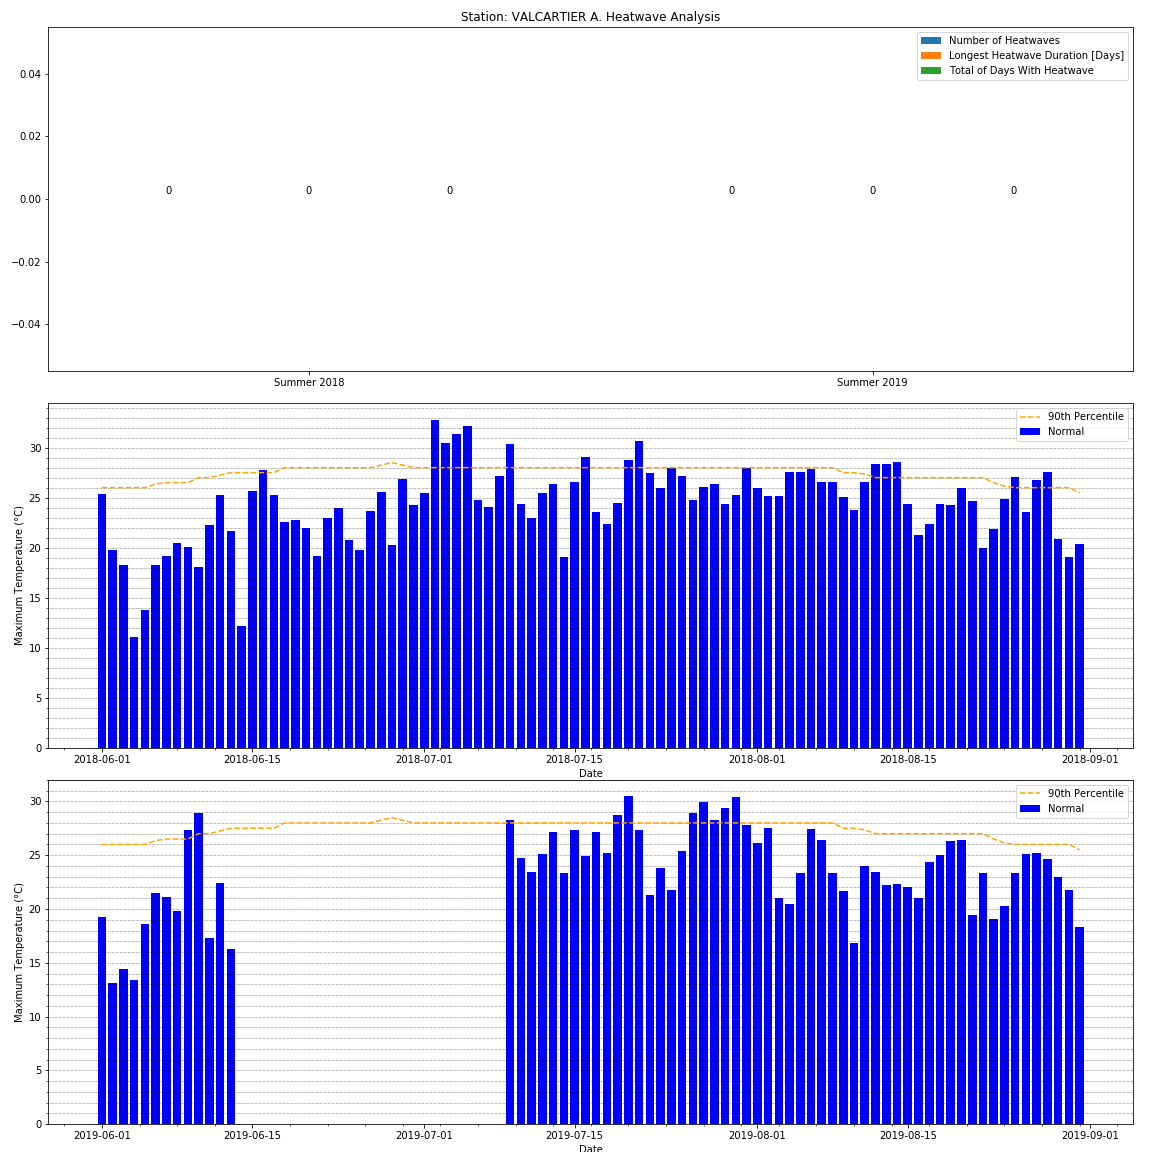 Station: VALCARTIER A. Heatwave Analysis
Number of Heatwaves
Longest Heatwave Duration [Days]
Total of Days With Heatwave
0.04
0.02
0.00
−0.02
−0.04
0 0 0 0 0 0
Summer 2018 Summer 2019
90th Percentile
Normal
Maximum Temperature (°C)
30
25
20
15
10
5
0
2018-06-01 2018-06-15 2018-07-01 2018-07-15 2018-08-01 2018-08-15 2018-09-01
Date
90th Percentile
Normal
Maximum Temperature (°C)
30
25
20
15
10
5
0
2019-06-01 2019-06-15 2019-07-01 2019-07-15 2019-08-01 2019-08-15 2019-09-01
Date